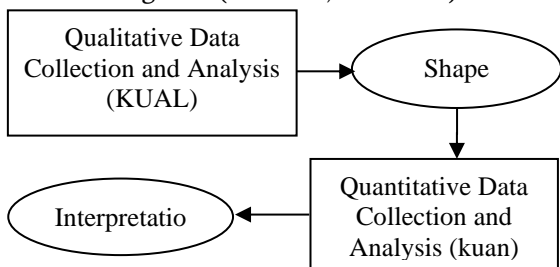 Qualitative Data
Collection and Analysis
(KUAL)
Shape
Quantitative Data
Collection and
Analysis (kuan)
Interpretatio